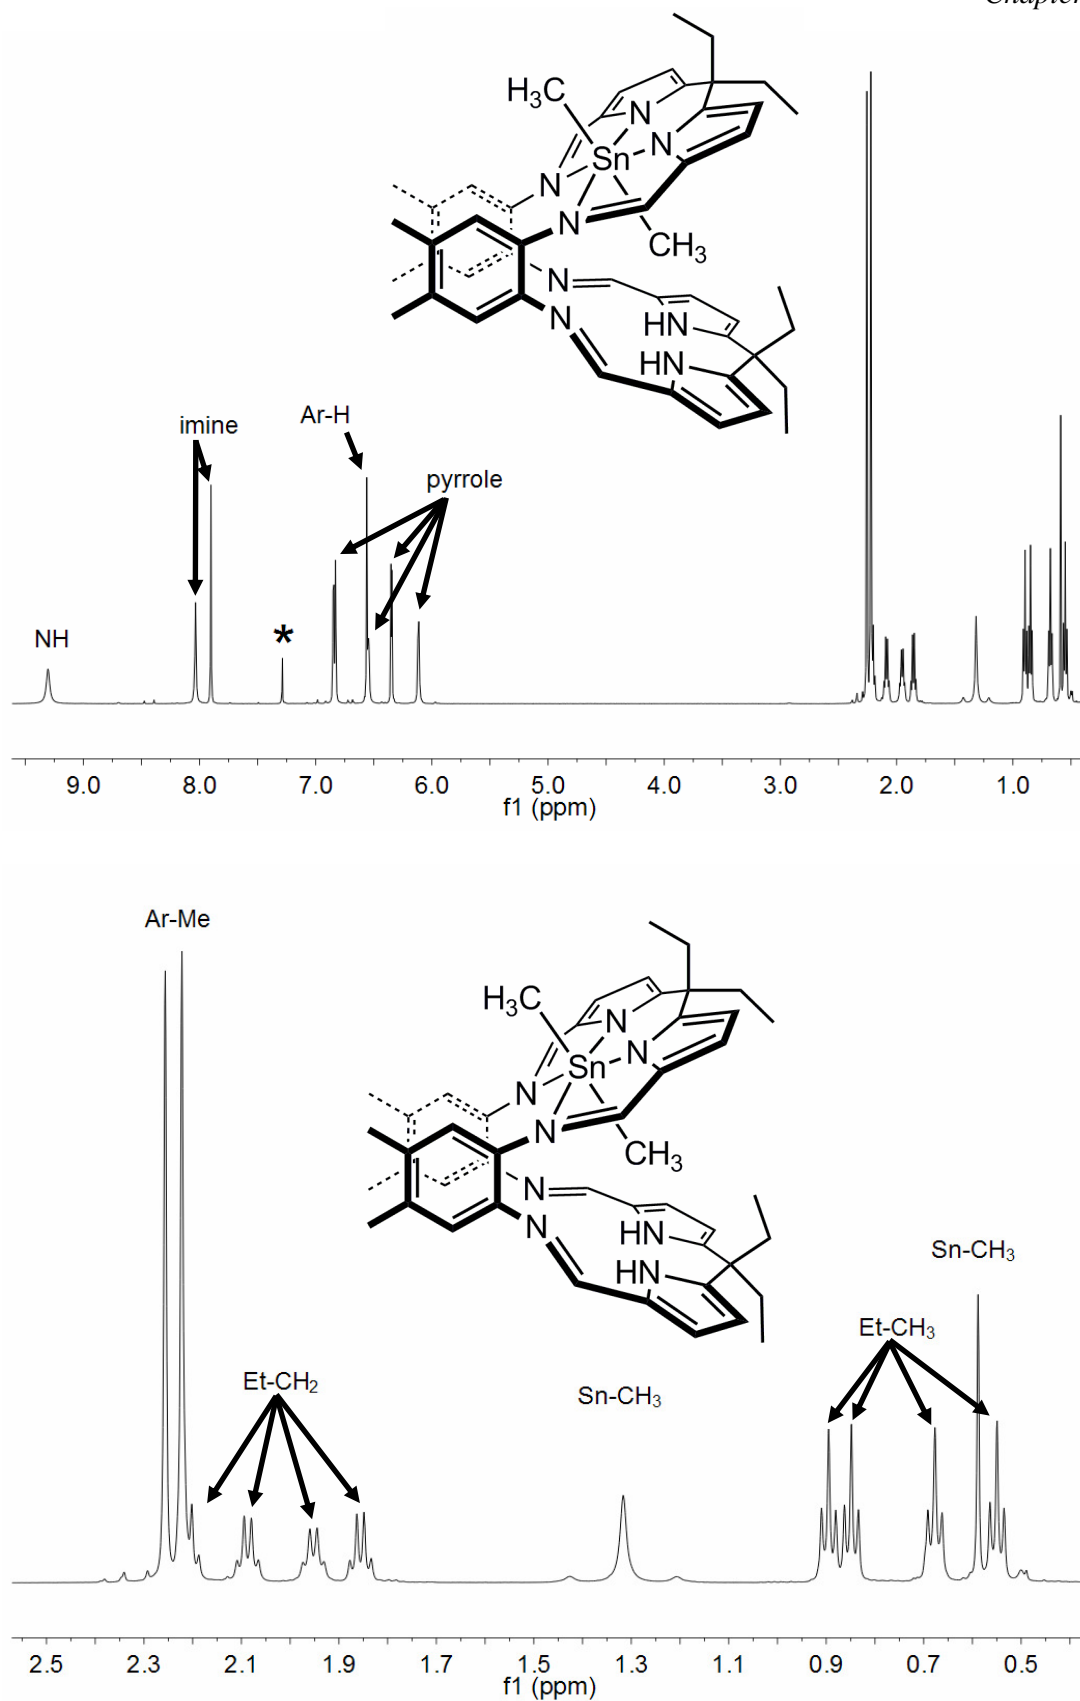 Chapter
H₃C
N
N
Sn
N
N
CH₃
N
HN
N
HN
imine
Ar-H
pyrrole
NH
*
9.0 8.0 7.0 6.0 5.0 4.0 3.0 2.0 1.0
f1 (ppm)
Ar-Me
H₃C
N
N
Sn
N
N
CH₃
N
HN
N
HN
Sn-CH₃
Et-CH₃
Et-CH₂
Sn-CH₃
2.5 2.3 2.1 1.9 1.7 1.5 1.3 1.1 0.9 0.7 0.5
f1 (ppm)